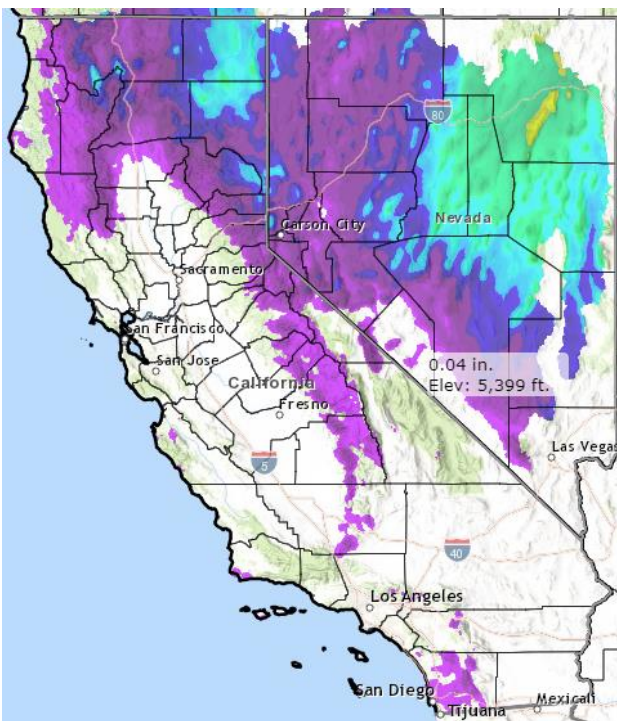 80
Nevada
Carson City
Sacramento
San Francisco
San Jose
0.04 in.
Elev: 5,399 ft.
California
Fresno
Las Vegas
5
40
Los Angeles
San Diego
Tijuana
Mexicali